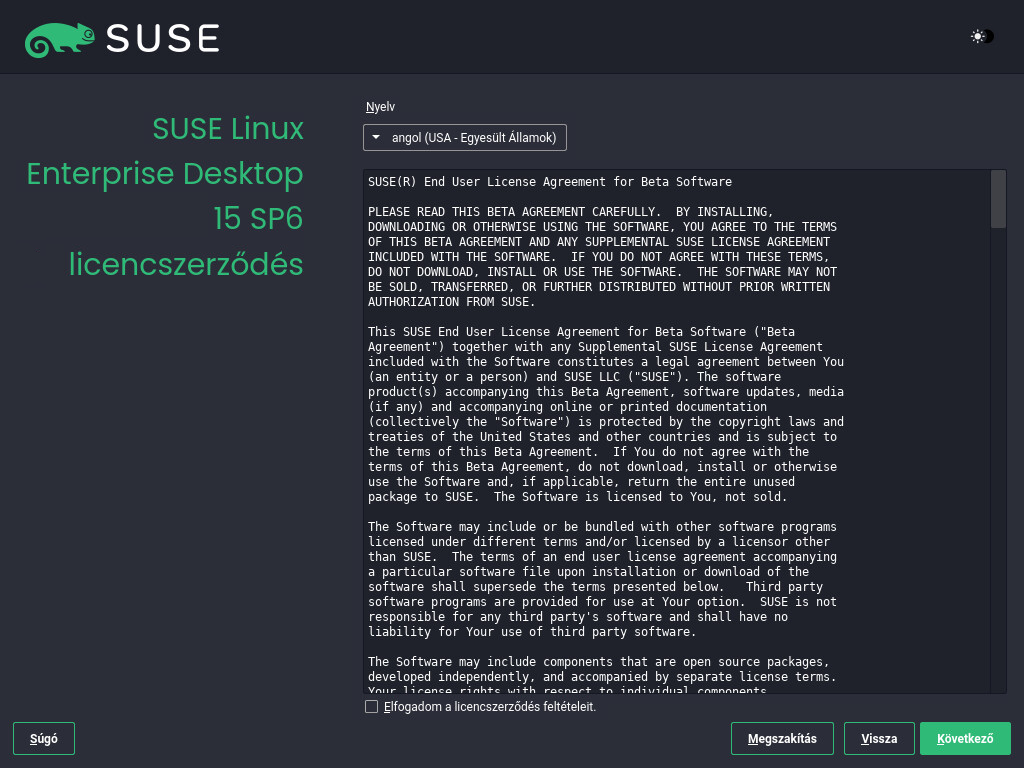 SUSE
SUSE Linux
Enterprise Desktop
15 SP6
licencszerződés
Nyelv
angol (USA - Egyesült Államok)
SUSE(R) End User License Agreement for Beta Software
PLEASE READ THIS BETA AGREEMENT CAREFULLY.  BY INSTALLING,
DOWNLOADING OR OTHERWISE USING THE SOFTWARE, YOU AGREE TO THE TERMS
OF THIS BETA AGREEMENT AND ANY SUPPLEMENTAL SUSE LICENSE AGREEMENT
INCLUDED WITH THE SOFTWARE.  IF YOU DO NOT AGREE WITH THESE TERMS,
DO NOT DOWNLOAD, INSTALL OR USE THE SOFTWARE.  THE SOFTWARE MAY NOT
BE SOLD, TRANSFERRED, OR FURTHER DISTRIBUTED WITHOUT PRIOR WRITTEN
AUTHORIZATION FROM SUSE.
This SUSE End User License Agreement for Beta Software ("Beta
Agreement") together with any Supplemental SUSE License Agreement
included with the Software constitutes a legal agreement between You
(an entity or a person) and SUSE LLC ("SUSE"). The software
product(s) accompanying this Beta Agreement, software updates, media
(if any) and accompanying online or printed documentation
(collectively the "Software") is protected by the copyright laws and
treaties of the United States and other countries and is subject to
the terms of this Beta Agreement.  If You do not agree with the
terms of this Beta Agreement, do not download, install or otherwise
use the Software and, if applicable, return the entire unused
package to SUSE.  The Software is licensed to You, not sold.
The Software may include or be bundled with other software programs
licensed under different terms and/or licensed by a licensor other
than SUSE.  The terms of an end user license agreement accompanying
a particular software file upon installation or download of the
software shall supersede the terms presented below.   Third party
software programs are provided for use at Your option.  SUSE is not
responsible for any third party's software and shall have no
liability for Your use of third party software.
The Software may include components that are open source packages,
developed independently, and accompanied by separate license terms.
Your license rights with respect to individual components
Elfogadom a licencszerződés feltételeit.
Súgó
Megszakítás
Vissza
Következő